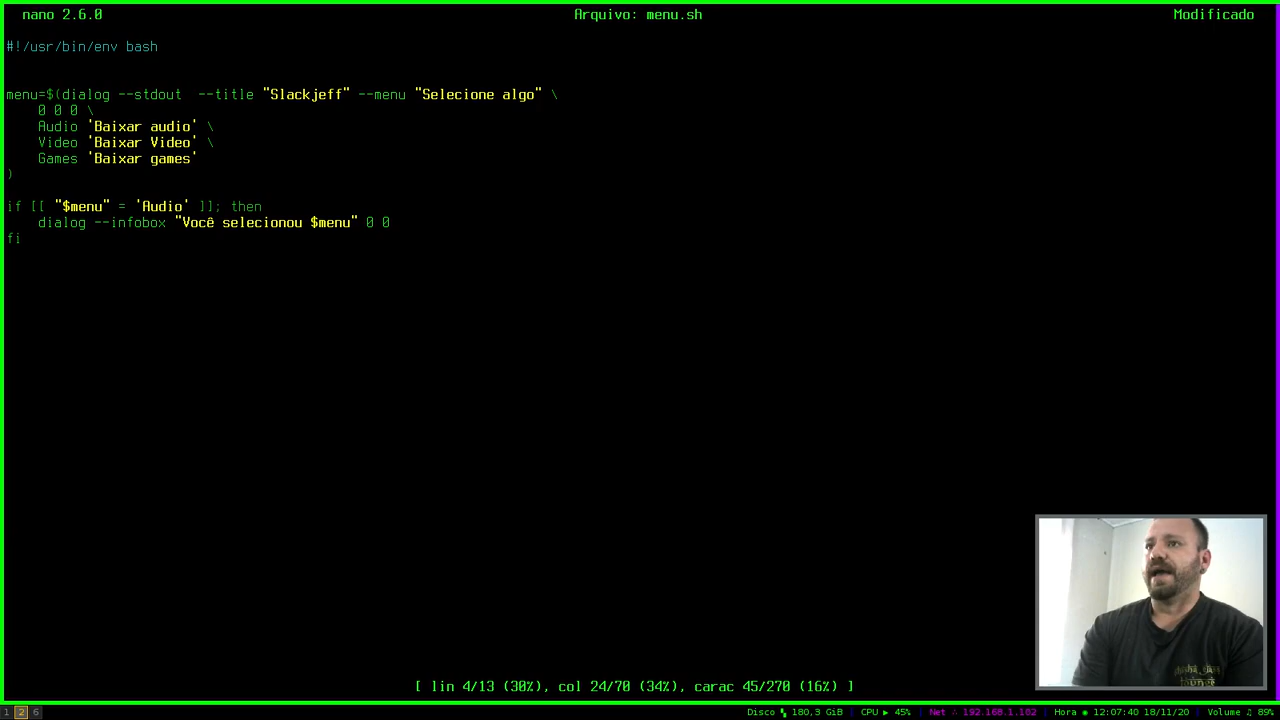 nano 2.6.0 Arquivo: menu.sh Modificado
#!/usr/bin/env bash
menu=$(dialog --stdout  --title "Slackjeff" --menu "Selecione algo" \
    0 0 0 \
    Audio 'Baixar audio' \
    Video 'Baixar Video' \
    Games 'Baixar games'
)
if [[ "$menu" = 'Audio' ]]; then
    dialog --infobox "Você selecionou $menu" 0 0
fi
[ lin 4/13 (30%), col 24/70 (34%), carac 45/270 (16%) ]
1 2 6 Disco 180,3 GiB | CPU ▶ 45% | Net 192.168.1.102 | Hora 12:07:40 18/11/20 | Volume ♫ 89%